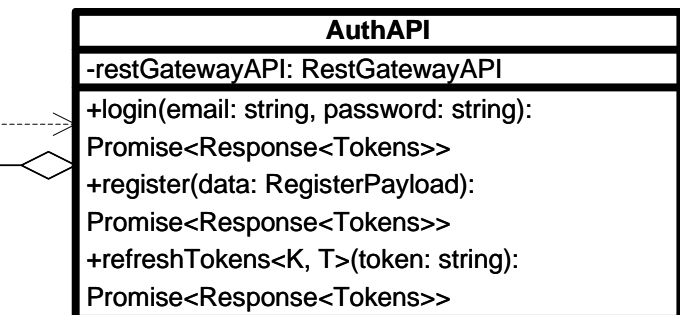 AuthAPI
-restGatewayAPI: RestGatewayAPI
+login(email: string, password: string):
Promise<Response<Tokens>>
+register(data: RegisterPayload):
Promise<Response<Tokens>>
+refreshTokens<K, T>(token: string):
Promise<Response<Tokens>>